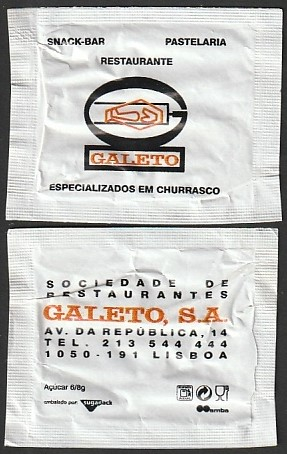 SNACK-BAR PASTELARIA
RESTAURANTE
GALETO
ESPECIALIZADOS EM CHURRASCO
SOCIEDADE DE
RESTAURANTES
GALETO, S.A.
AV. DA REPÚBLICA, 14
TEL. 213 544 444
1050-191 LISBOA
Açúcar 6/8g
embalado por: sugarpack